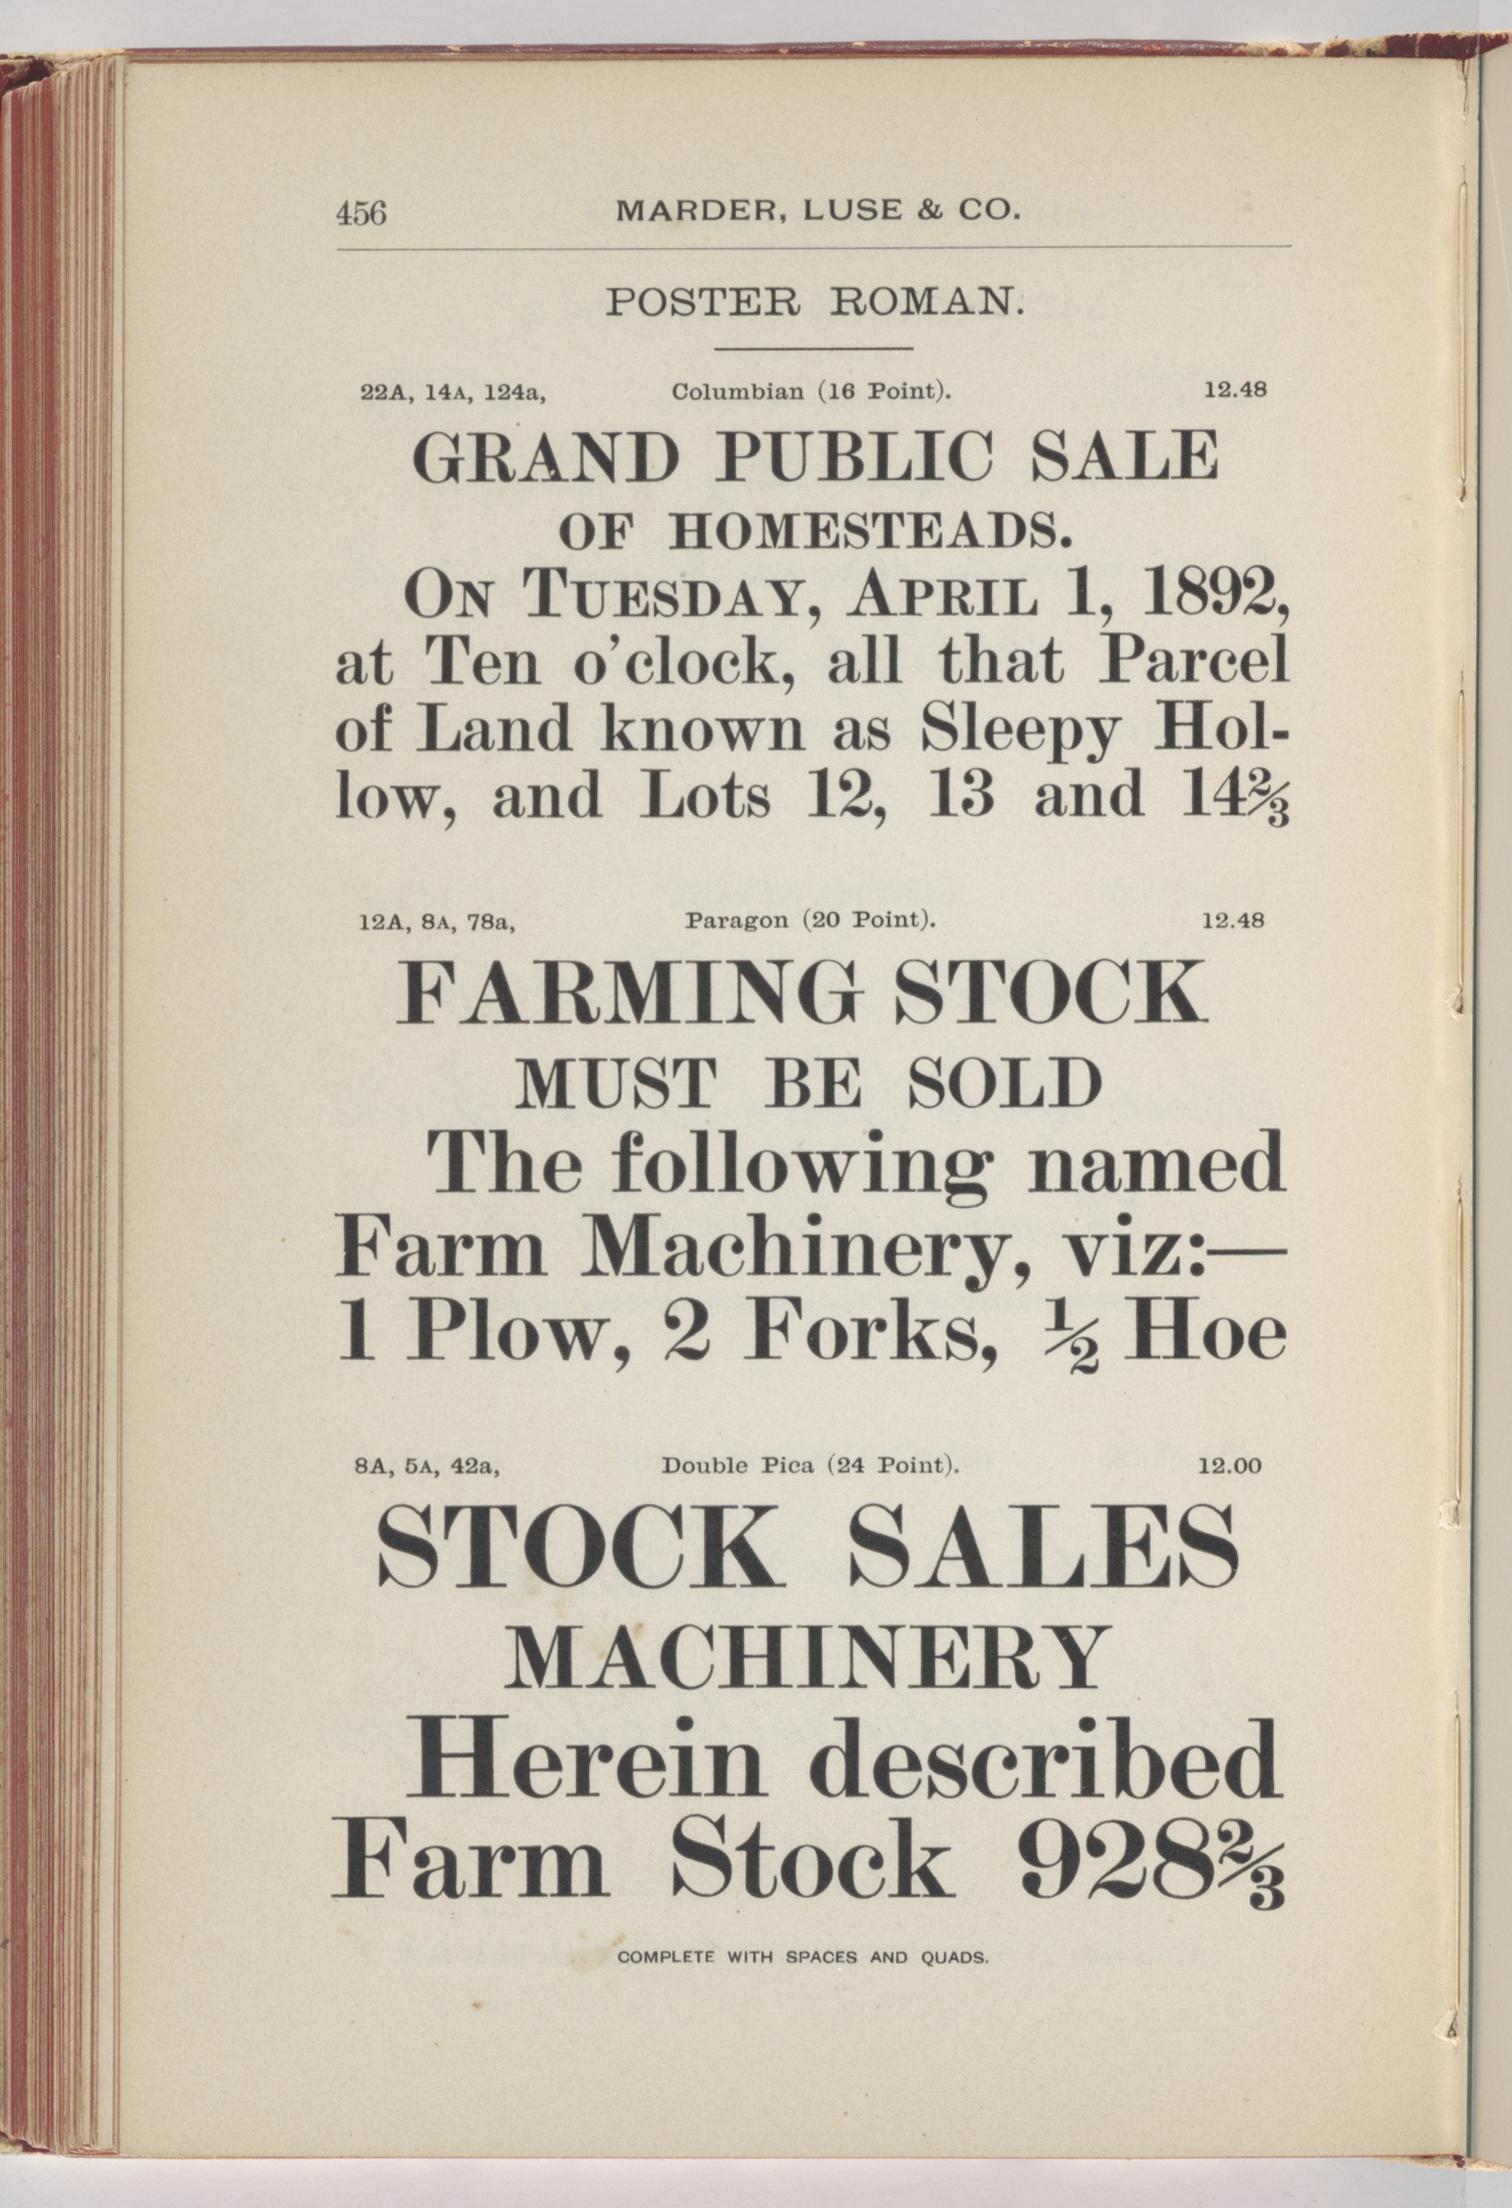 456 MARDER, LUSE & CO.
POSTER ROMAN.
22A, 14A, 124a, Columbian (16 Point). 12.48
GRAND PUBLIC SALE
OF HOMESTEADS.
ON TUESDAY, APRIL 1, 1892,
at Ten o'clock, all that Parcel
of Land known as Sleepy Hol-
low, and Lots 12, 13 and 14⅔
12A, 8A, 78a, Paragon (20 Point). 12.48
FARMING STOCK
MUST BE SOLD
The following named
Farm Machinery, viz:—
1 Plow, 2 Forks, ½ Hoe
8A, 5A, 42a, Double Pica (24 Point). 12.00
STOCK SALES
MACHINERY
Herein described
Farm Stock 928⅔
COMPLETE WITH SPACES AND QUADS.